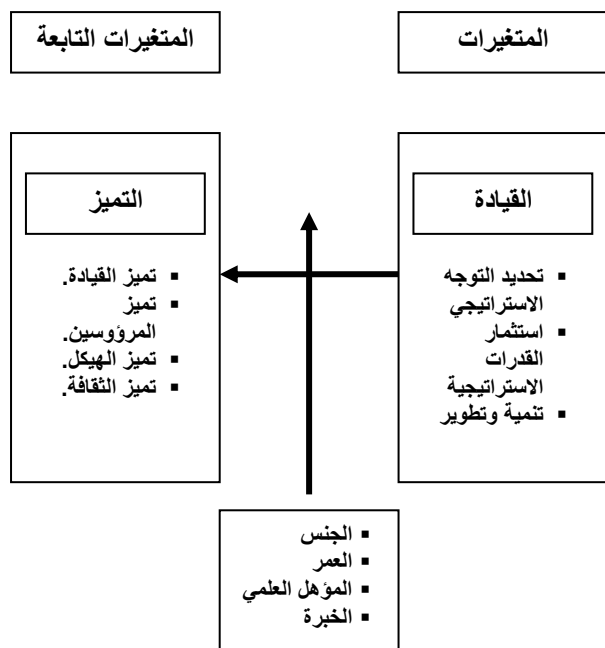 المتغيرات
المتغيرات التابعة
القيادة
▪ تحديد التوجه
الاستراتيجي
▪ استثمار
القدرات
الاستراتيجية
▪ تنمية وتطوير
التميز
▪ تميز القيادة.
▪ تميز
المرؤوسين.
▪ تميز الهيكل.
▪ تميز الثقافة.
▪ الجنس
▪ العمر
▪ المؤهل العلمي
▪ الخبرة